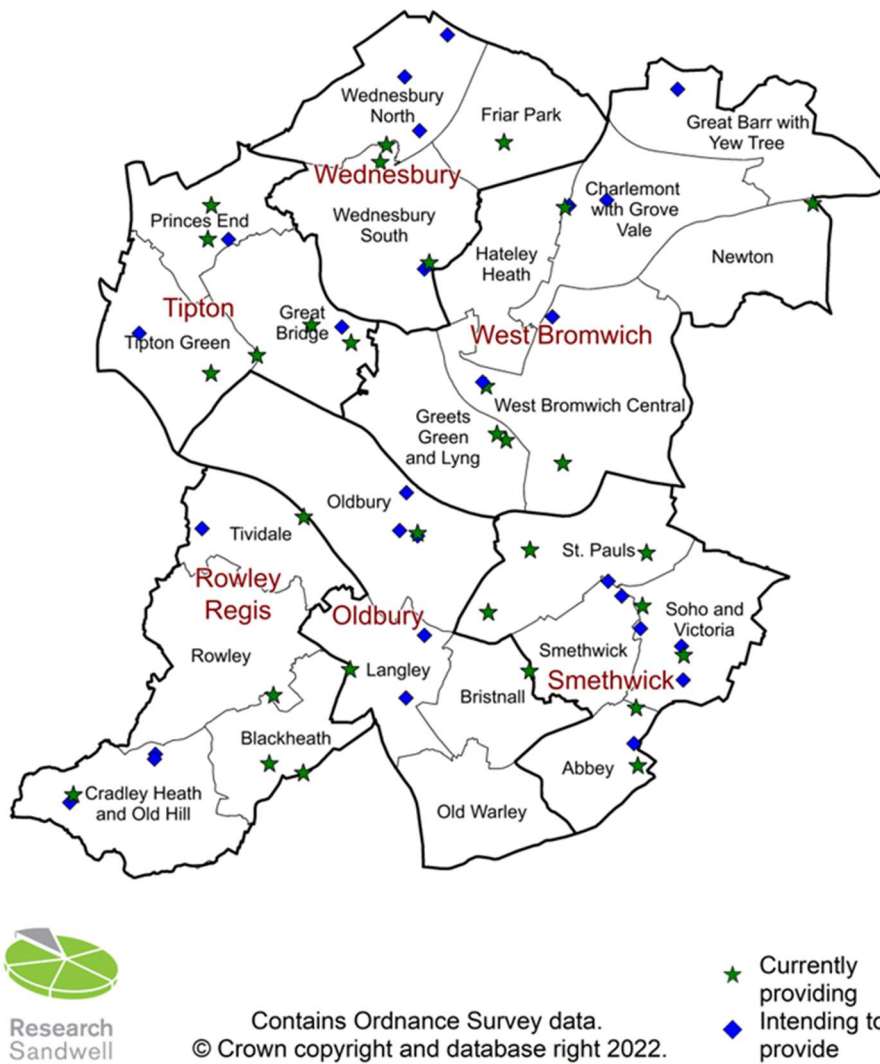 Wednesbury
North
Friar Park
Great Barr with
Yew Tree
Wednesbury
Princes End
Wednesbury
South
Charlemont
with Grove
Vale
Hateley
Heath
Newton
Tipton
Great
Bridge
Tipton Green
West Bromwich
West Bromwich Central
Greets
Green
and Lyng
Oldbury
Tividale
St. Pauls
Rowley
Regis
Oldbury
Soho and
Victoria
Smethwick
Rowley
Langley
Smethwick
Bristnall
Blackheath
Abbey
Cradley Heath
and Old Hill
Old Warley
Research
Sandwell
Contains Ordnance Survey data.
© Crown copyright and database right 2022.
Currently
providing
Intending to
provide